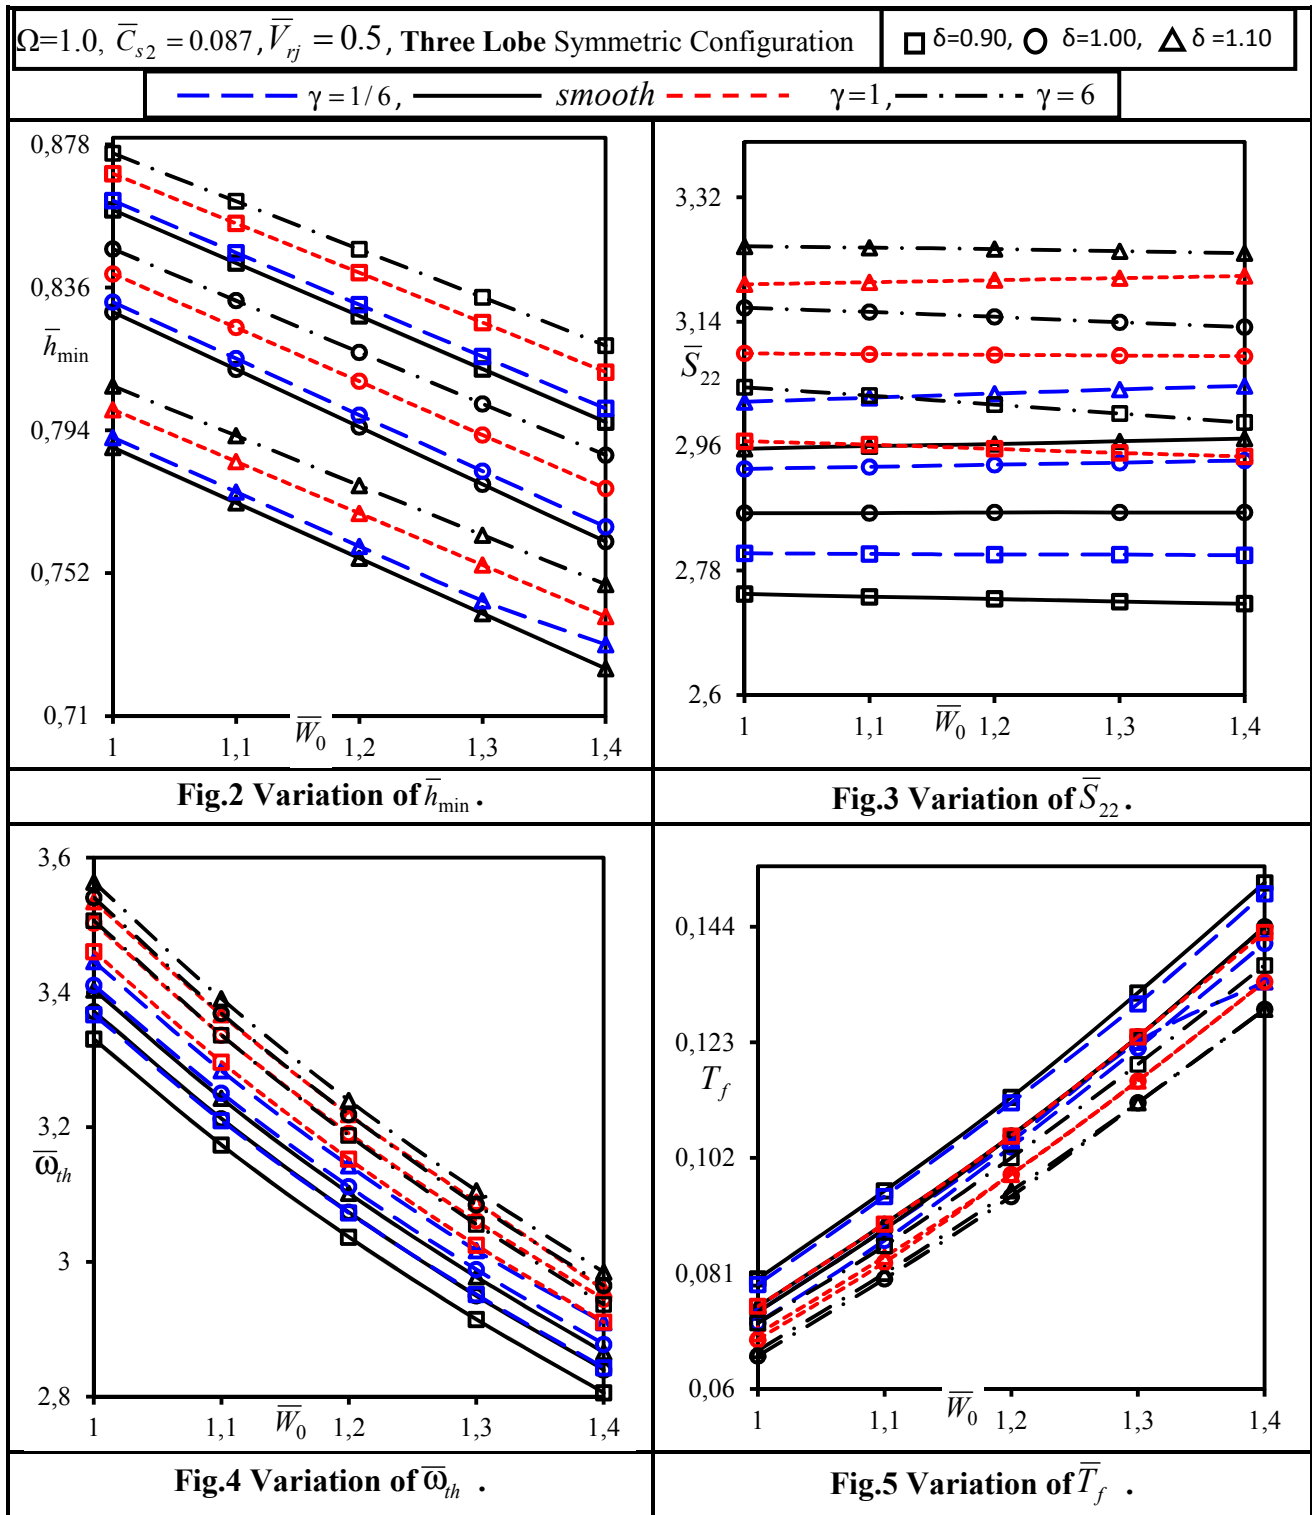 Ω=1.0, C̅s2 = 0.087, V̅rj = 0.5, Three Lobe Symmetric Configuration
δ=0.90, δ=1.00, δ =1.10
γ = 1/6, smooth γ=1, γ = 6
0,878
0,836
h̅min
0,794
0,752
0,71
1 1,1 W̅0 1,2 1,3 1,4
Fig.2 Variation of h̅min .
3,32
3,14
S̅22
2,96
2,78
2,6
1 1,1 W̅0 1,2 1,3 1,4
Fig.3 Variation of S̅22 .
3,6
3,4
3,2
ω̅th
3
2,8
1 1,1 W̅0 1,2 1,3 1,4
Fig.4 Variation of ω̅th .
0,144
0,123
Tf
0,102
0,081
0,06
1 1,1 W̅0 1,2 1,3 1,4
Fig.5 Variation of T̅f .